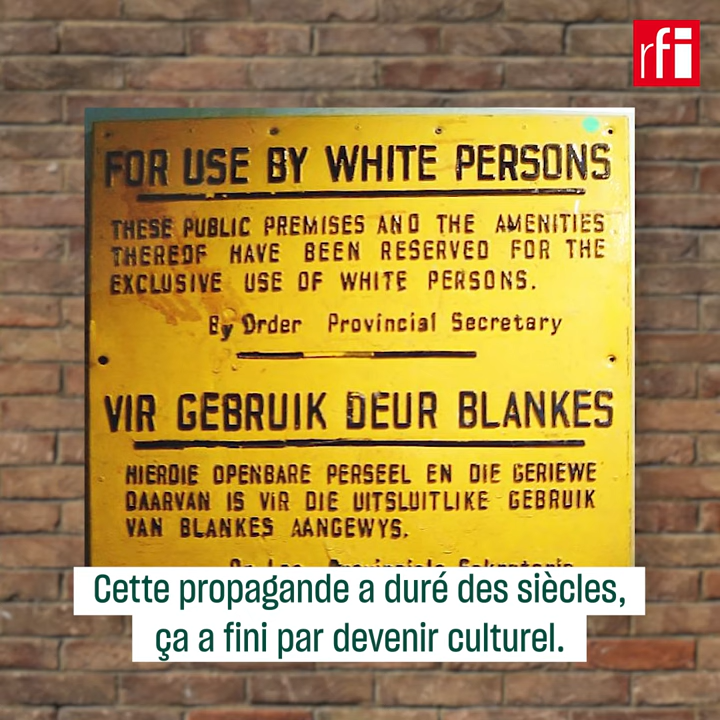 rfi
FOR USE BY WHITE PERSONS
THESE PUBLIC PREMISES AND THE AMENITIES
THEREOF HAVE BEEN RESERVED FOR THE
EXCLUSIVE USE OF WHITE PERSONS.
By Order Provincial Secretary
VIR GEBRUIK DEUR BLANKES
HIERDIE OPENBARE PERSEEL EN DIE GERIEWE
DAARVAN IS VIR DIE UITSLUITLIKE GEBRUIK
VAN BLANKES AANGEWYS.
Cette propagande a duré des siècles,
ça a fini par devenir culturel.